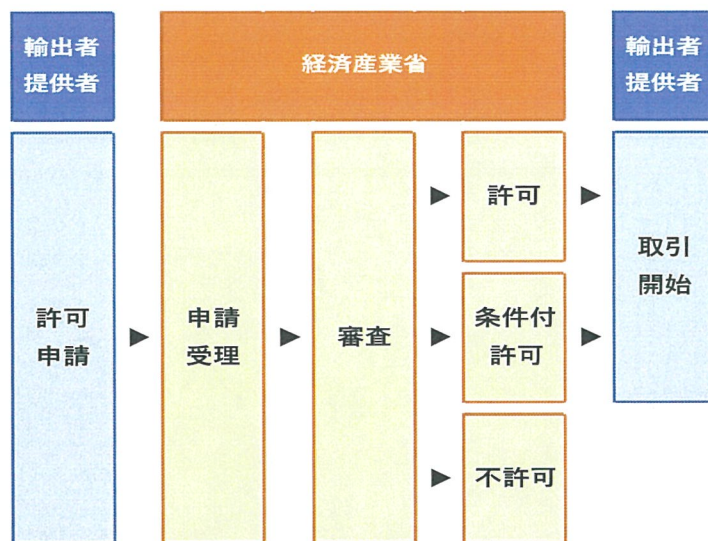 輸出者
提供者
経済産業省
輸出者
提供者
許可
申請
申請
受理
審査
許可
条件付
許可
不許可
取引
開始